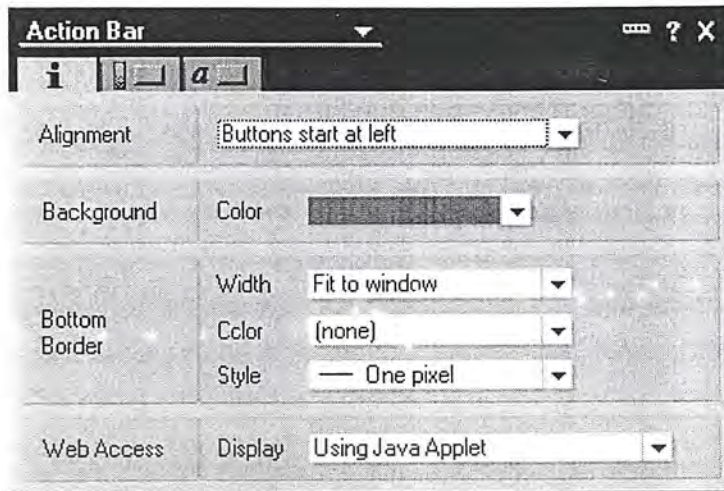 Action Bar ? X
i a
Alignment Buttons start at left
Background Color
Width Fit to window
Bottom
Border
Color (none)
Style One pixel
Web Access Display Using Java Applet